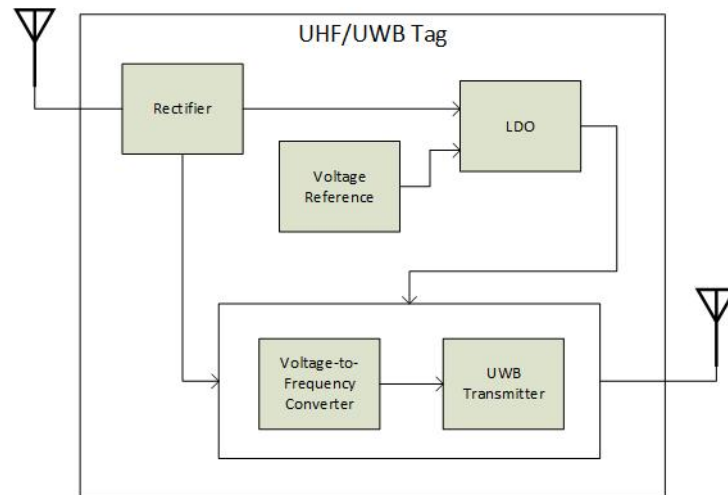 UHF/UWB Tag
Rectifier
LDO
Voltage
Reference
Voltage-to-
Frequency
Converter
UWB
Transmitter